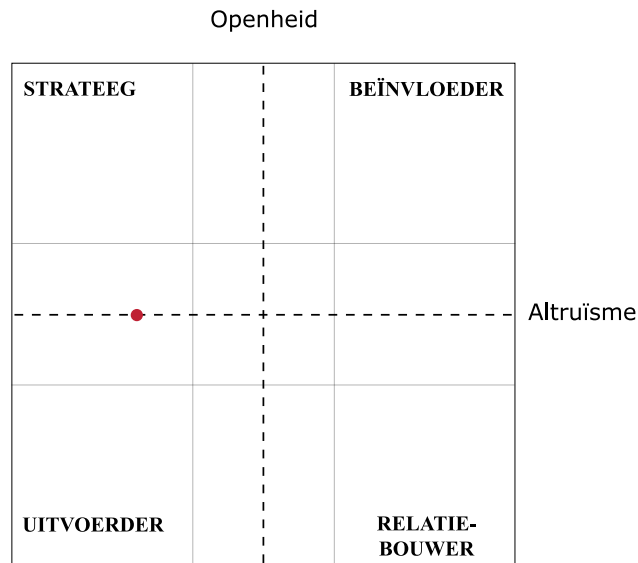 Openheid
STRATEEG
BEÏNVLOEDER
Altruïsme
UITVOERDER
RELATIE-
BOUWER